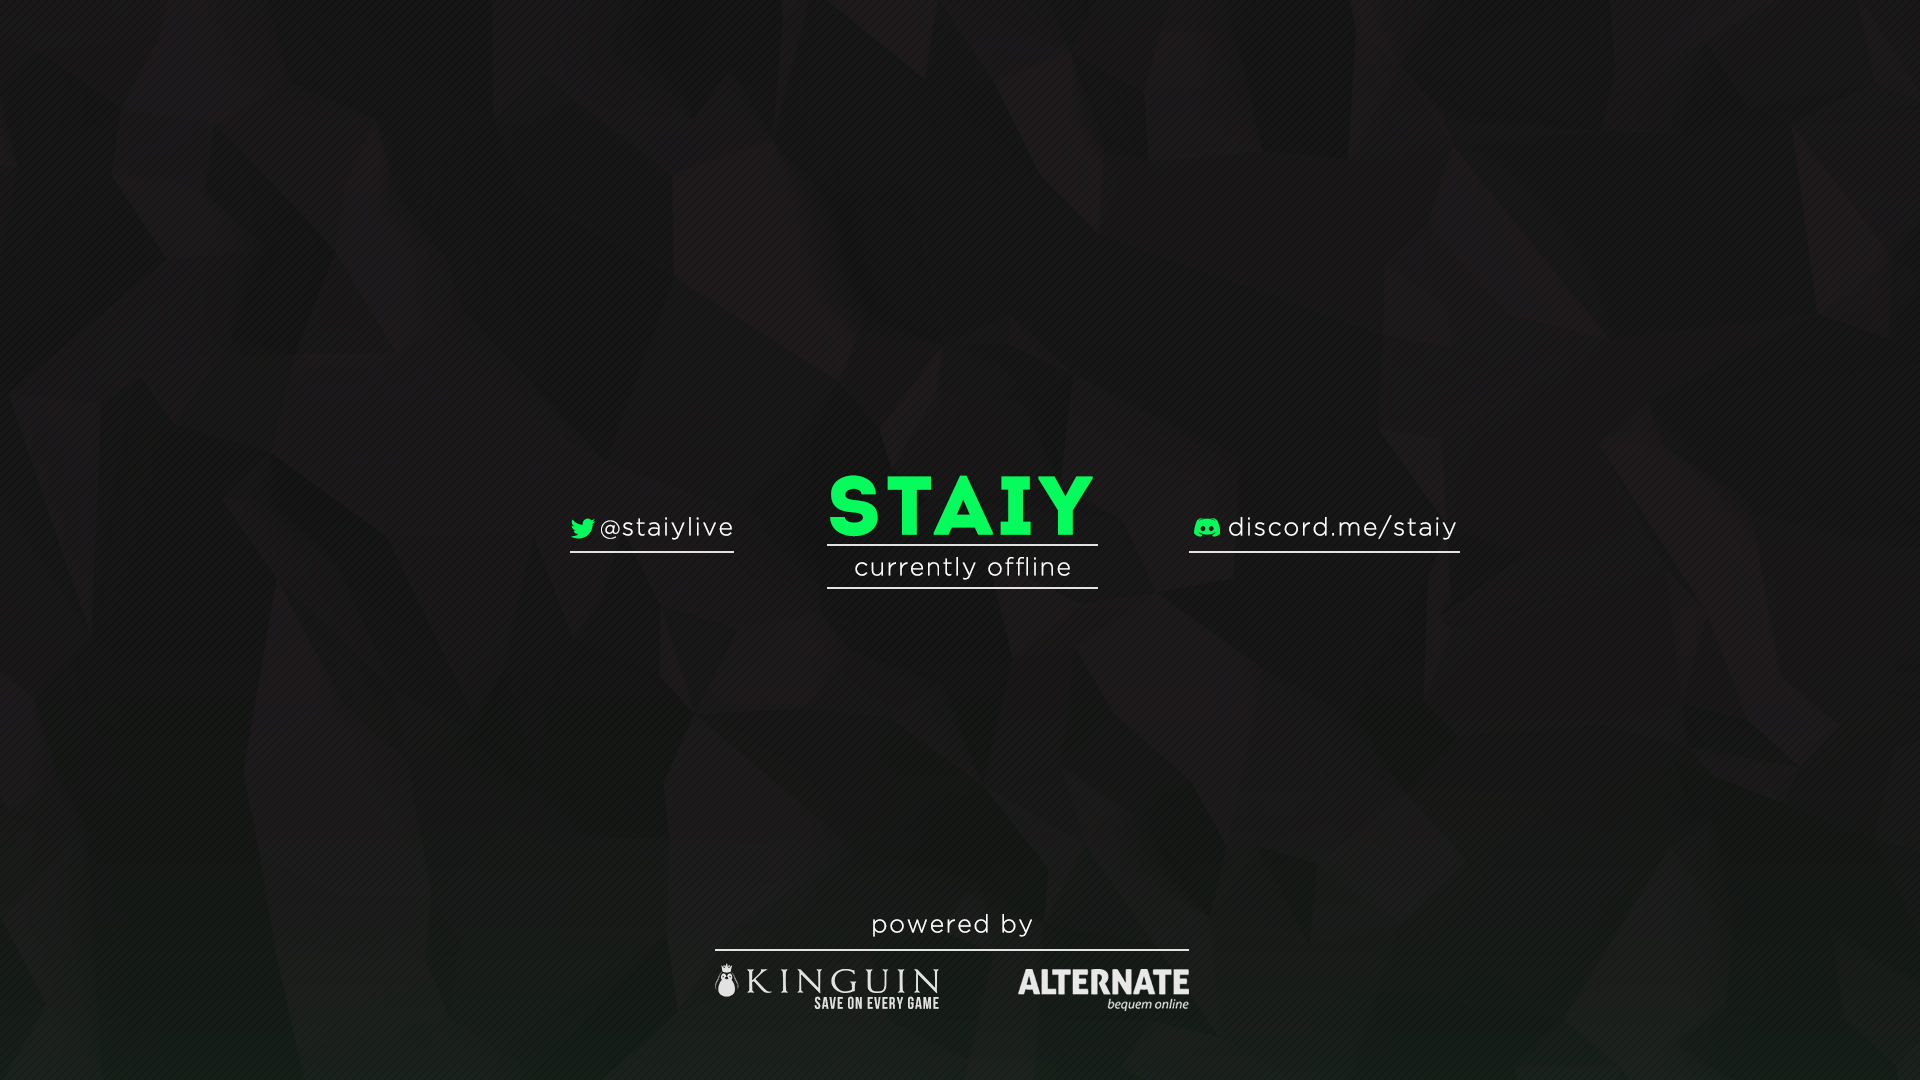 STAIY
@staiylive
discord.me/staiy
currently offline
powered by
KINGUIN
SAVE ON EVERY GAME
ALTERNATE
bequem online